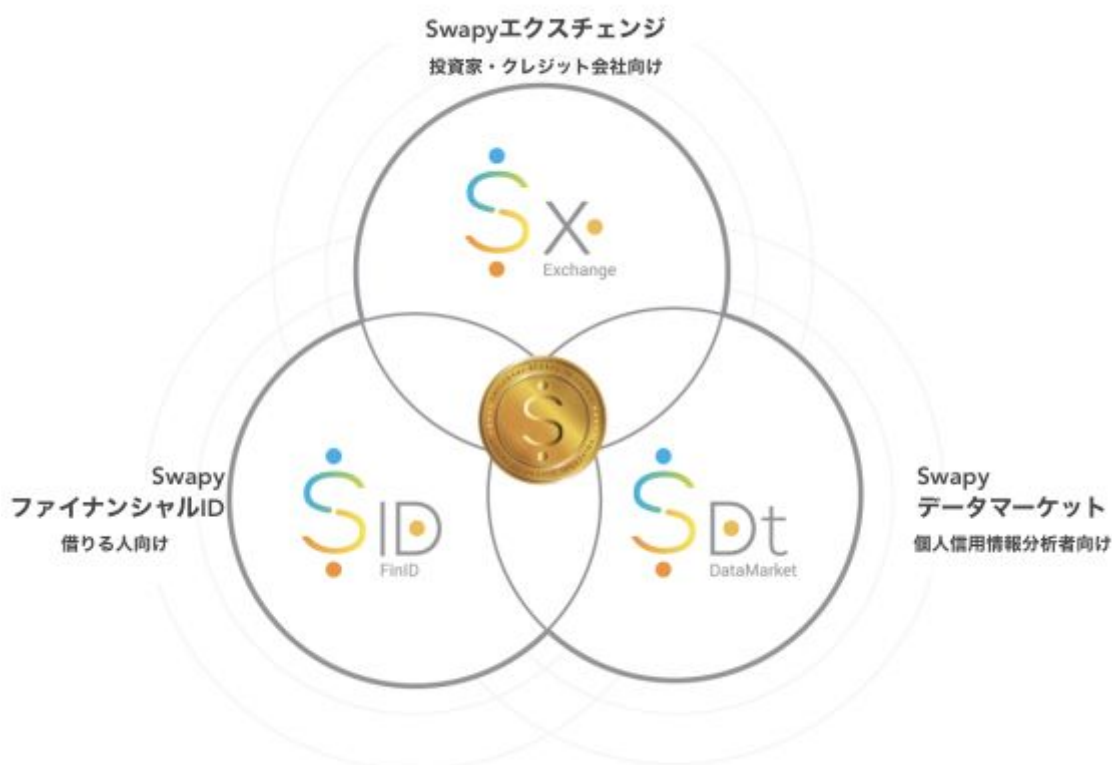 Swapyエクスチェンジ
投資家・クレジット会社向け
X
Exchange
Swapy
ファイナンシャルID
借りる人向け
ID
FinID
Dt
DataMarket
Swapy
データマーケット
個人信用情報分析者向け